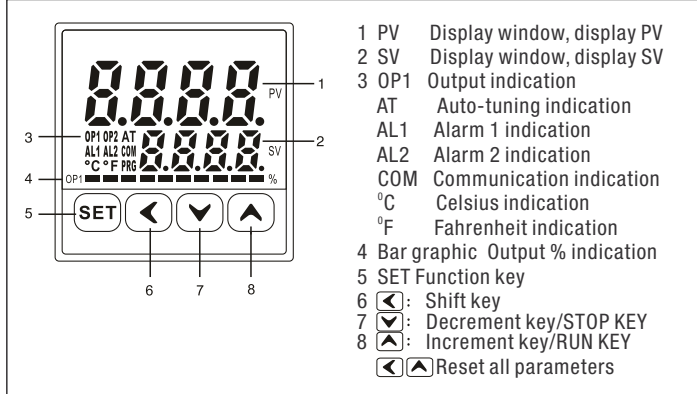 8.8.8.8. PV
OP1 OP2 AT
AL1 AL2 COM
°C °F PRG
8.8.8.8. SV
OP1 %
SET
1
2
3
4
5
6 7 8
1 PV Display window, display PV
2 SV Display window, display SV
3 OP1 Output indication
AT Auto-tuning indication
AL1 Alarm 1 indication
AL2 Alarm 2 indication
COM Communication indication
°C Celsius indication
°F Fahrenheit indication
4 Bar graphic Output % indication
5 SET Function key
6 : Shift key
7 : Decrement key/STOP KEY
8 : Increment key/RUN KEY
Reset all parameters